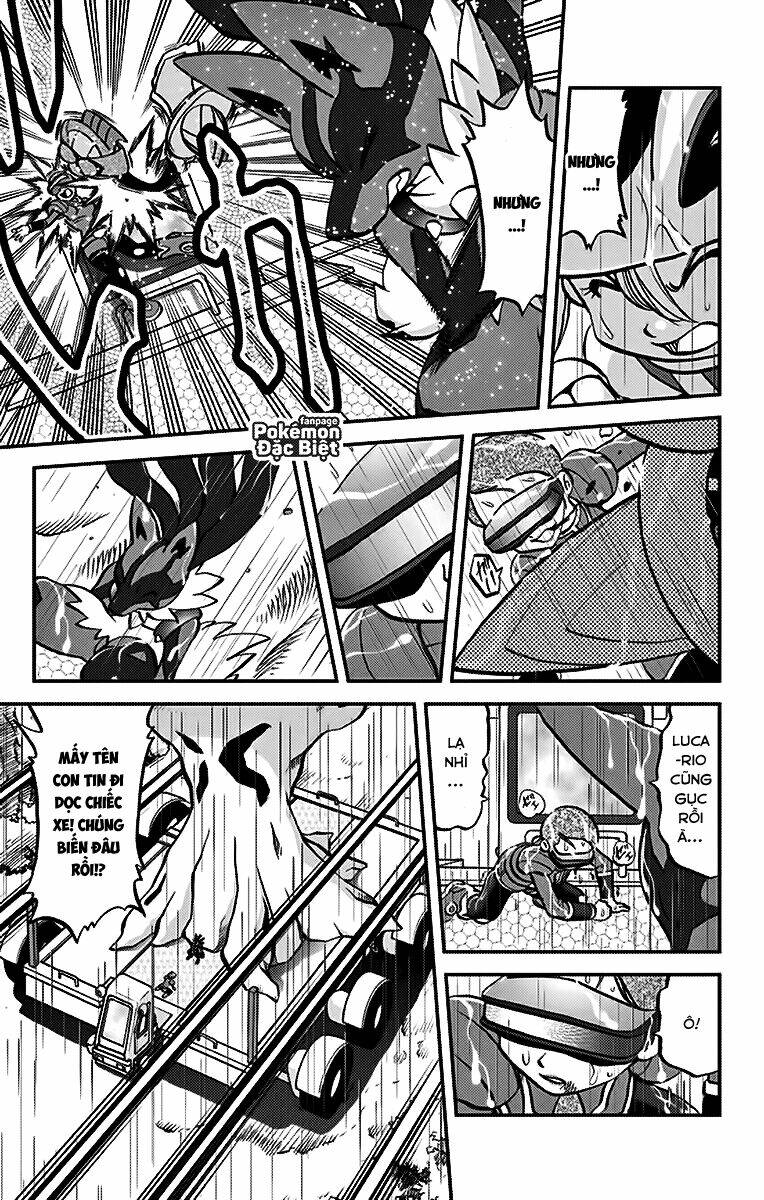 NHƯNG
...!
NHƯNG
...!
fanpage
Pokémon
Đặc Biệt
LUCA
-RIO
CŨNG
GỤC RỒI
À...
LẠ
NHỈ
...
Ồ!
MẤY TÊN
CON TIN ĐI
DỌC CHIẾC
XE! CHÚNG
BIẾN ĐÂU
RỒI!?